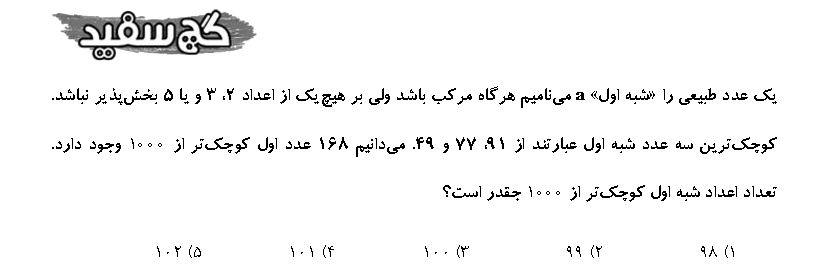 گچ سفید
یک عدد طبیعی را «شبه اول» a می‌نامیم هرگاه مرکب باشد ولی بر هیچ‌یک از اعداد ۲، ۳ و یا ۵ بخش‌پذیر نباشد.
کوچک‌ترین سه عدد شبه اول عبارتند از ۹۱، ۷۷ و ۴۹. می‌دانیم ۱۶۸ عدد اول کوچک‌تر از ۱۰۰۰ وجود دارد.
تعداد اعداد شبه اول کوچک‌تر از ۱۰۰۰ چقدر است؟
۱) ۹۸ ۲) ۹۹ ۳) ۱۰۰ ۴) ۱۰۱ ۵) ۱۰۲